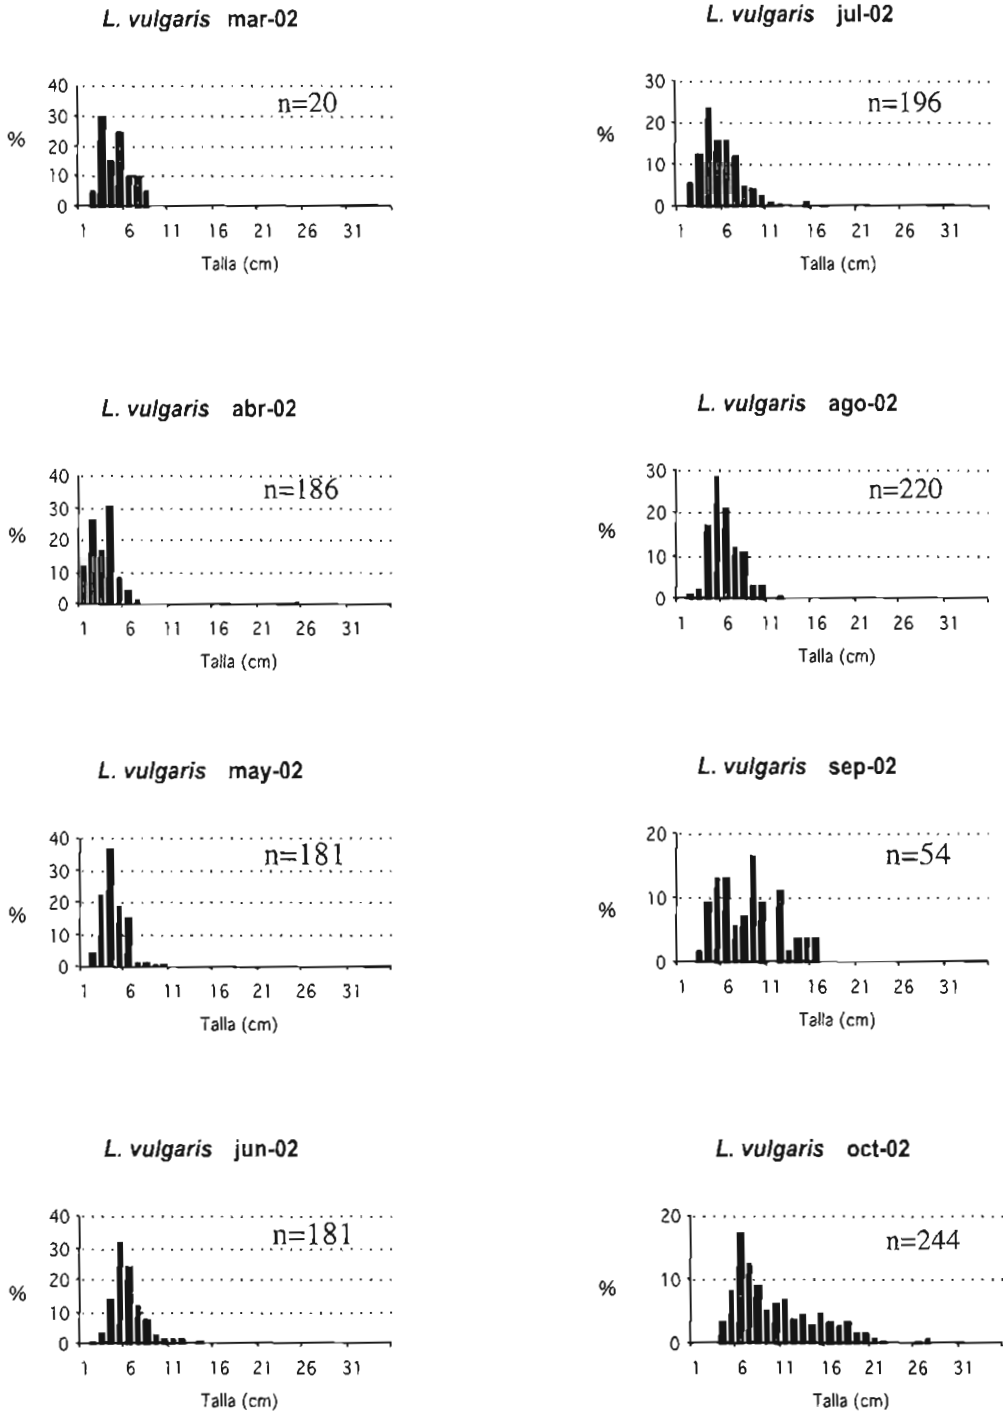 L. vulgaris mar-02
40
30
20
10
0
%
n=20
1 6 11 16 21 26 31
Talla (cm)
L. vulgaris abr-02
40
30
20
10
0
%
n=186
1 6 11 16 21 26 31
Talla (cm)
L. vulgaris may-02
40
30
20
10
0
%
n=181
1 6 11 16 21 26 31
Talla (cm)
L. vulgaris jun-02
40
30
20
10
0
%
n=181
1 6 11 16 21 26 31
Talla (cm)
L. vulgaris jul-02
30
20
10
0
%
n=196
1 6 11 16 21 26 31
Talla (cm)
L. vulgaris ago-02
30
20
10
0
%
n=220
1 6 11 16 21 26 31
Talla (cm)
L. vulgaris sep-02
20
10
0
%
n=54
1 6 11 16 21 26 31
Talla (cm)
L. vulgaris oct-02
20
10
0
%
n=244
1 6 11 16 21 26 31
Talla (cm)